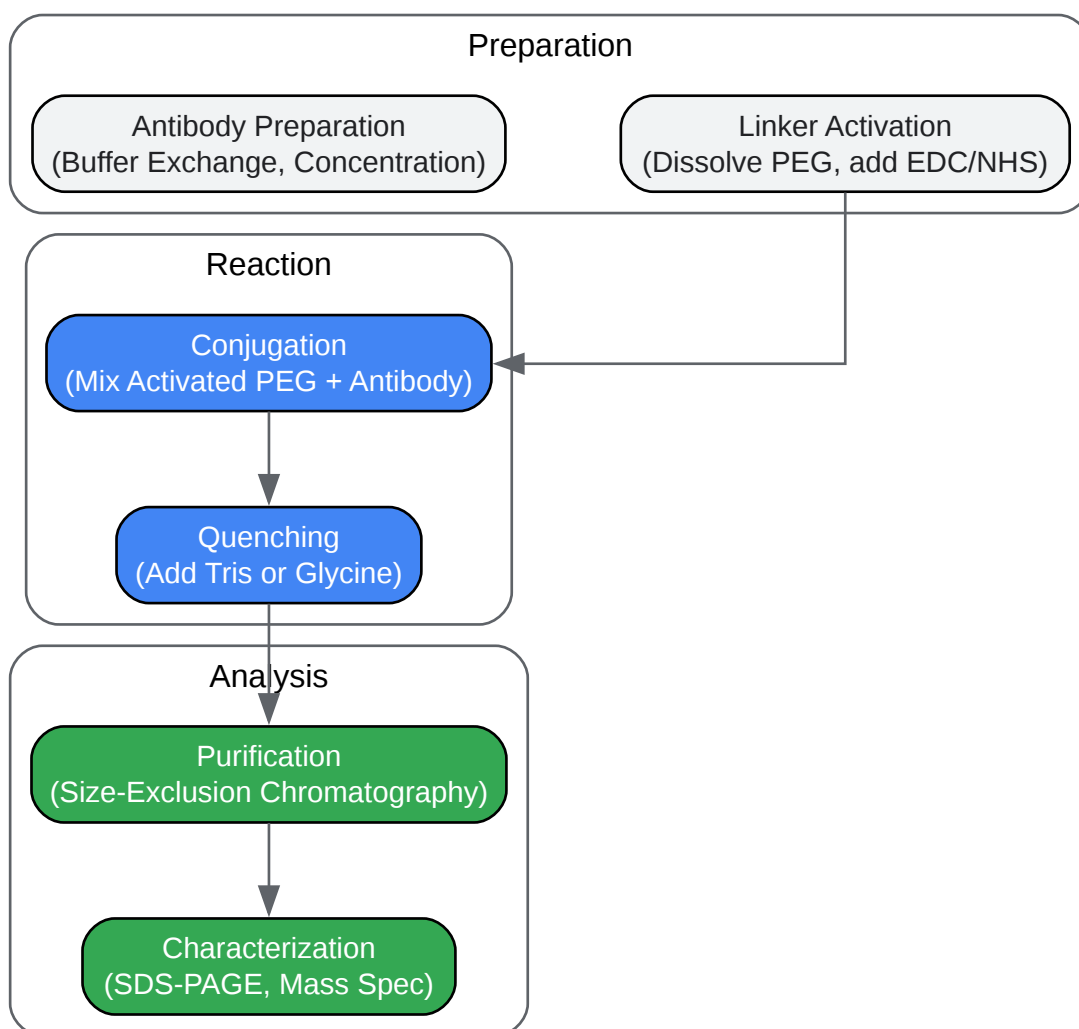 Preparation
Antibody Preparation
(Buffer Exchange, Concentration)
Linker Activation
(Dissolve PEG, add EDC/NHS)
Reaction
Conjugation
(Mix Activated PEG + Antibody)
Quenching
(Add Tris or Glycine)
Analysis
Purification
(Size-Exclusion Chromatography)
Characterization
(SDS-PAGE, Mass Spec)